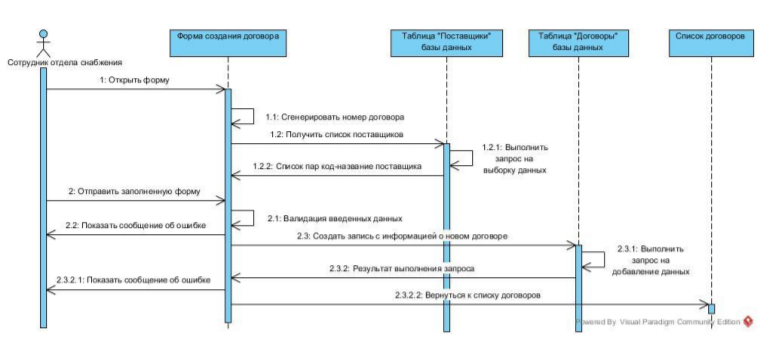 Форма создания договора
Таблица "Поставщики"
базы данных
Таблица "Договоры"
базы данных
Список договоров
Сотрудник отдела снабжения
1: Открыть форму
1.1: Сгенерировать номер договора
1.2: Получить список поставщиков
1.2.1: Выполнить
запрос на
выборку данных
1.2.2: Список пар код-название поставщика
2: Отправить заполненную форму
2.1: Валидация введенных данных
2.2: Показать сообщение об ошибке
2.3: Создать запись с информацией о новом договоре
2.3.1: Выполнить
запрос на
добавление данных
2.3.2: Результат выполнения запроса
2.3.2.1: Показать сообщение об ошибке
2.3.2.2: Вернуться к списку договоров
Powered By Visual Paradigm Community Edition